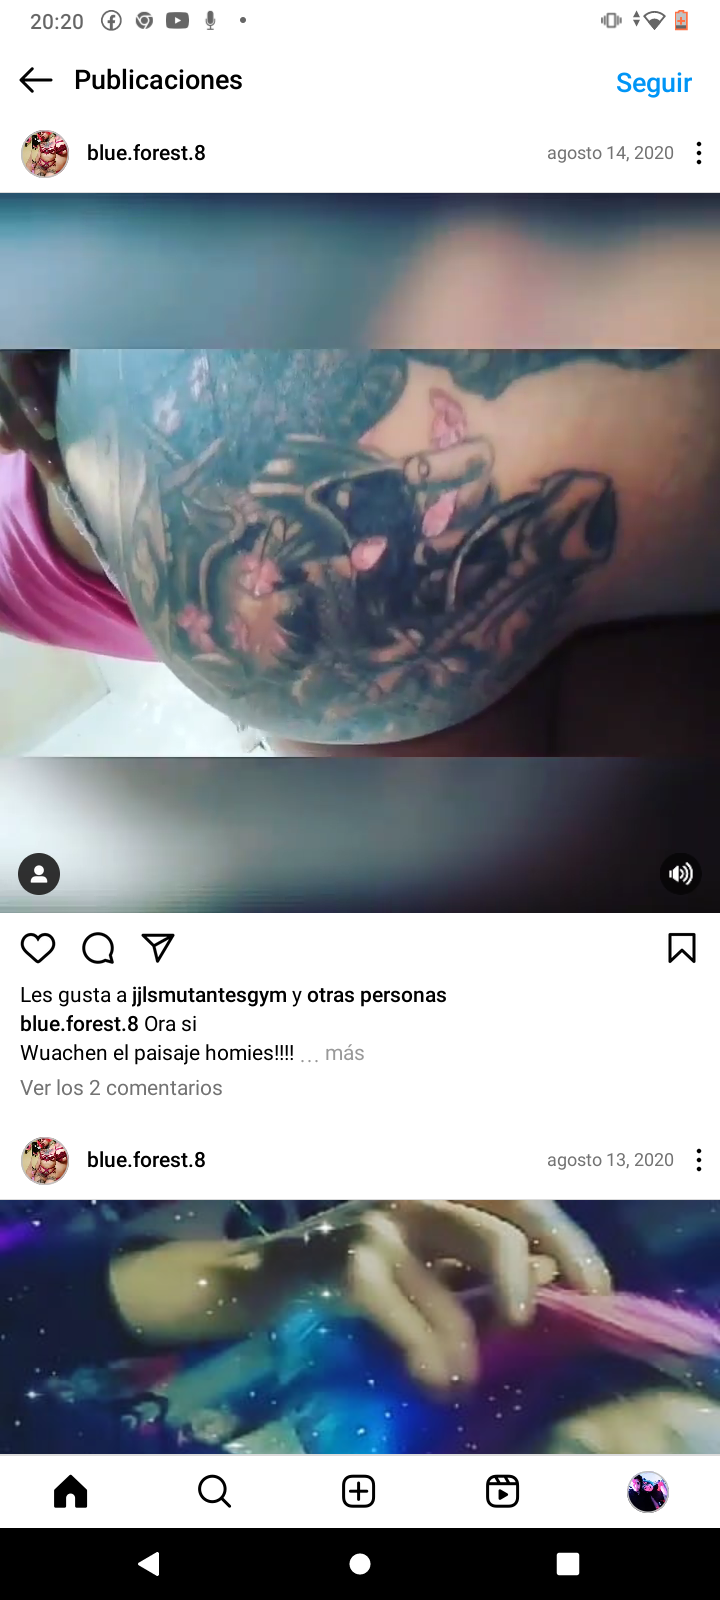 20:20
Publicaciones
Seguir
blue.forest.8
agosto 14, 2020
Les gusta a jjlsmutantesgym y otras personas
blue.forest.8 Ora si
Wuachen el paisaje homies!!!! ... más
Ver los 2 comentarios
blue.forest.8
agosto 13, 2020